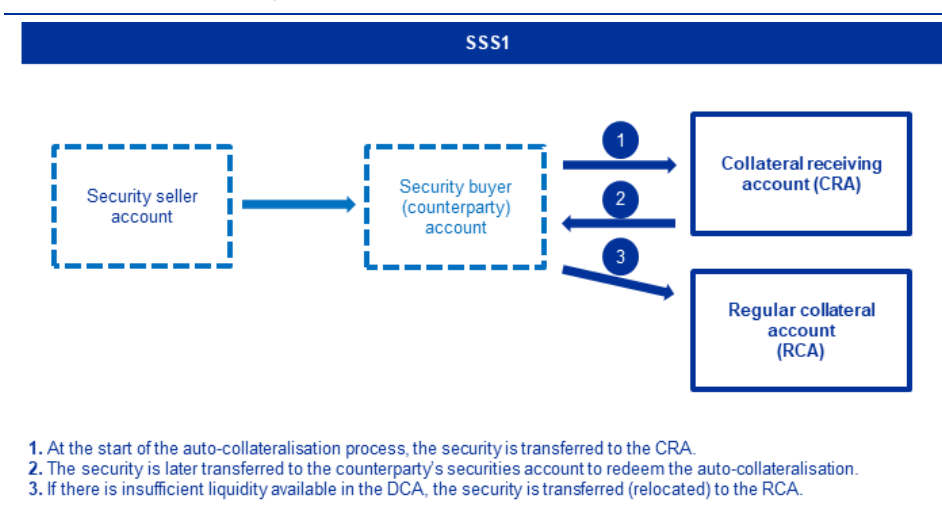 SSS1
Security seller
account
Security buyer
(counterparty)
account
1
2
3
Collateral receiving
account (CRA)
Regular collateral
account
(RCA)
1. At the start of the auto-collateralisation process, the security is transferred to the CRA.
2. The security is later transferred to the counterparty's securities account to redeem the auto-collateralisation.
3. If there is insufficient liquidity available in the DCA, the security is transferred (relocated) to the RCA.